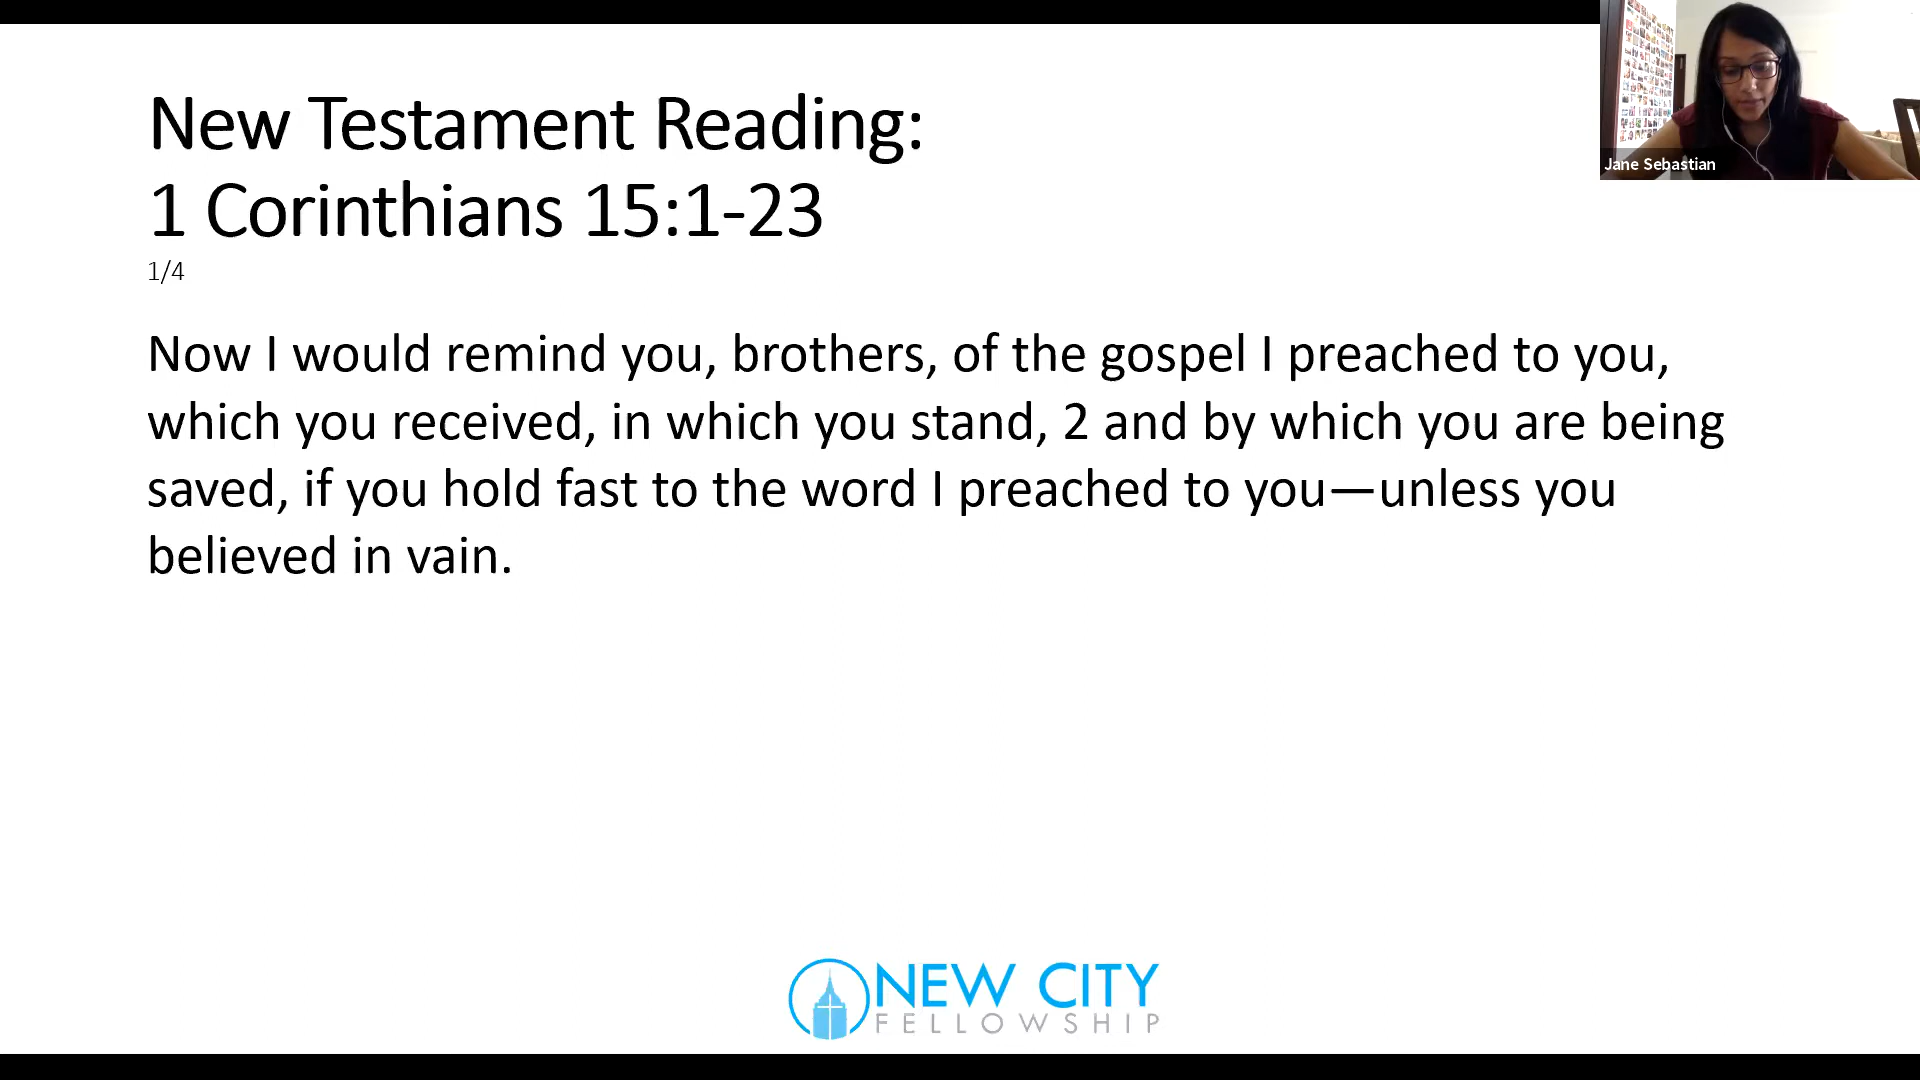 New Testament Reading:
1 Corinthians 15:1-23
1/4
Now I would remind you, brothers, of the gospel I preached to you,
which you received, in which you stand, 2 and by which you are being
saved, if you hold fast to the word I preached to you—unless you
believed in vain.
Jane Sebastian
NEW CITY
FELLOWSHIP